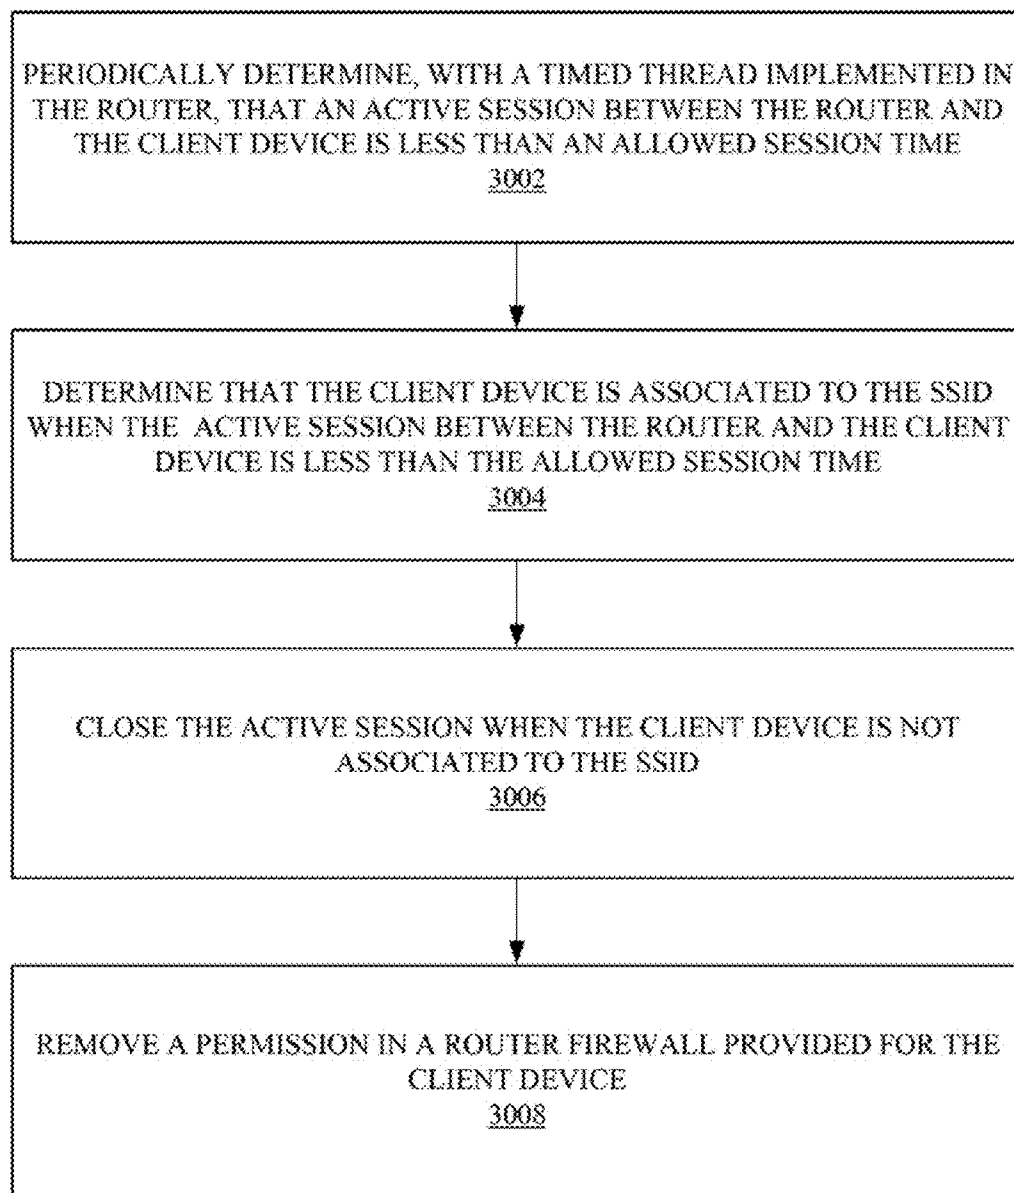 PERIODICALLY DETERMINE, WITH A TIMED THREAD IMPLEMENTED IN
THE ROUTER, THAT AN ACTIVE SESSION BETWEEN THE ROUTER AND
THE CLIENT DEVICE IS LESS THAN AN ALLOWED SESSION TIME
3002
DETERMINE THAT THE CLIENT DEVICE IS ASSOCIATED TO THE SSID
WHEN THE ACTIVE SESSION BETWEEN THE ROUTER AND THE CLIENT
DEVICE IS LESS THAN THE ALLOWED SESSION TIME
3004
CLOSE THE ACTIVE SESSION WHEN THE CLIENT DEVICE IS NOT
ASSOCIATED TO THE SSID
3006
REMOVE A PERMISSION IN A ROUTER FIREWALL PROVIDED FOR THE
CLIENT DEVICE
3008